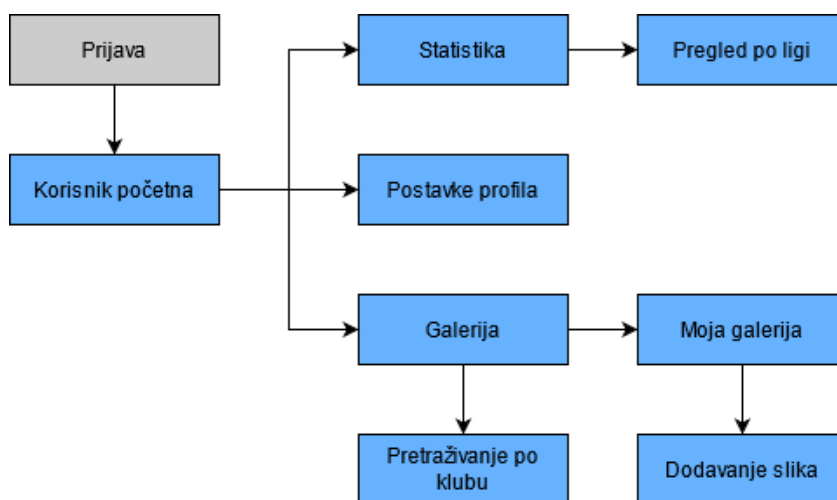 Prijava
Statistika
Pregled po ligi
Korisnik početna
Postavke profila
Galerija
Moja galerija
Pretraživanje po
klubu
Dodavanje slika